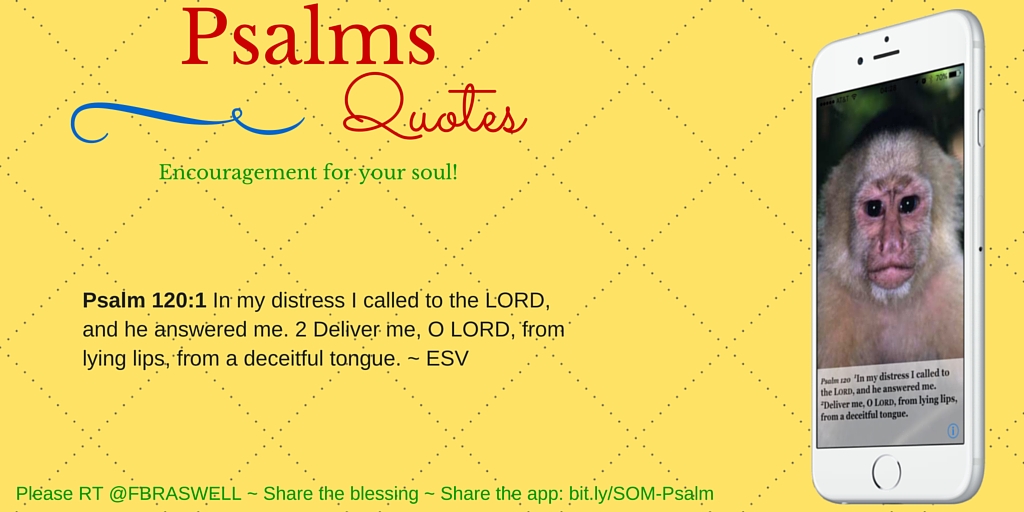 Psalms
Quotes
Encouragement for your soul!
Psalm 120:1 In my distress I called to the LORD,
and he answered me. 2 Deliver me, O LORD, from
lying lips, from a deceitful tongue. ~ ESV
Please RT @FBRASWELL ~ Share the blessing ~ Share the app: bit.ly/SOM-Psalm
AT&T
70%
Psalm 120 ¹In my distress I called to
the LORD, and he answered me.
²Deliver me, O LORD, from lying lips,
from a deceitful tongue.